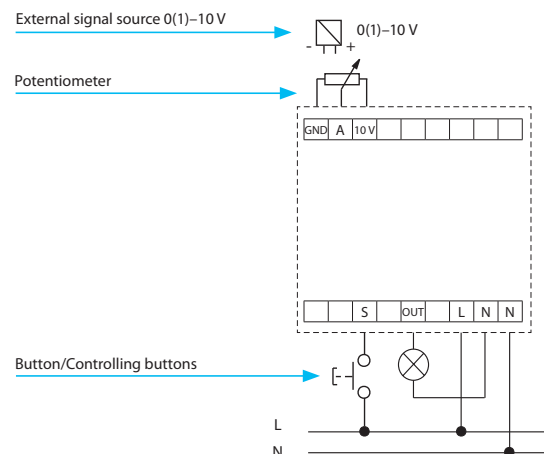 External signal source 0(1)–10 V
- + 0(1)–10 V
Potentiometer
GND A 10 V
S OUT L N N
Button/Controlling buttons
L
N